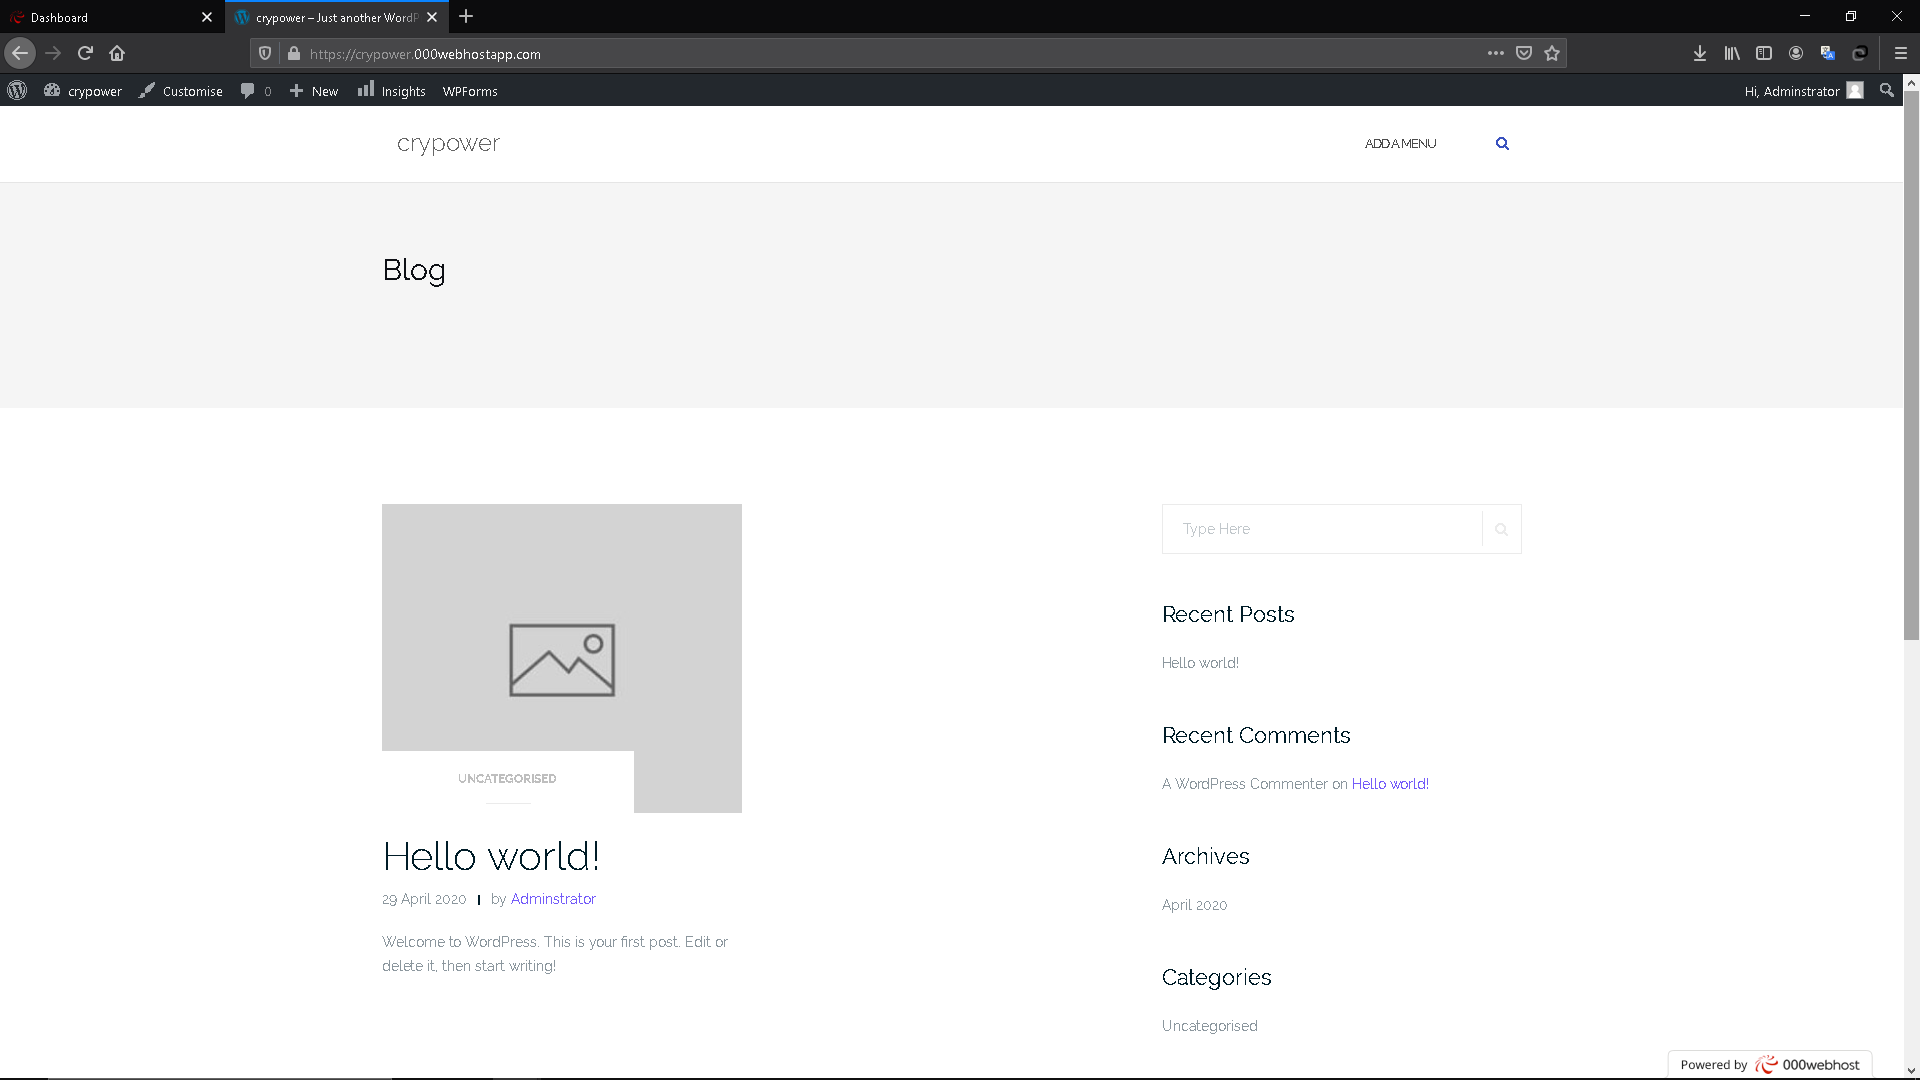 Dashboard
crypower – Just another WordP
https://crypower.000webhostapp.com
crypower
Customise
0
New
Insights
WPForms
Hi, Adminstrator
crypower
ADD A MENU
Blog
Type Here
Recent Posts
Hello world!
Recent Comments
A WordPress Commenter on Hello world!
Archives
April 2020
Categories
Uncategorised
UNCATEGORISED
Hello world!
29 April 2020 by Adminstrator
Welcome to WordPress. This is your first post. Edit or
delete it, then start writing!
Powered by 000webhost